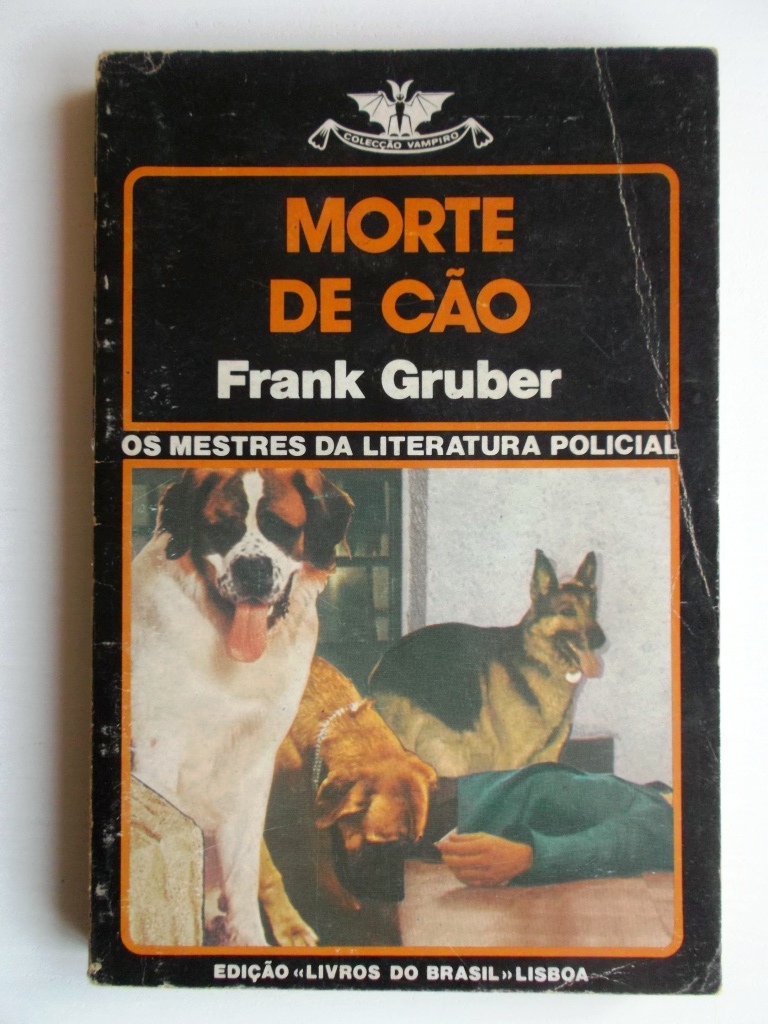 COLECÇÃO VAMPIRO
MORTE
DE CÃO
Frank Gruber
OS MESTRES DA LITERATURA POLICIAL
EDIÇÃO «LIVROS DO BRASIL» LISBOA